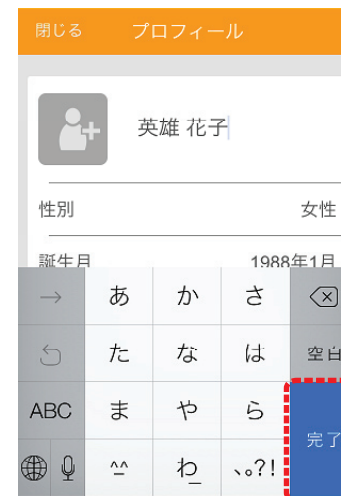 閉じる プロフィール
英雄 花子
性別 女性
誕生月 1988年1月
→ あ か さ
た な は 空白
ABC ま や ら
完了
^^ わ_ 、。?!